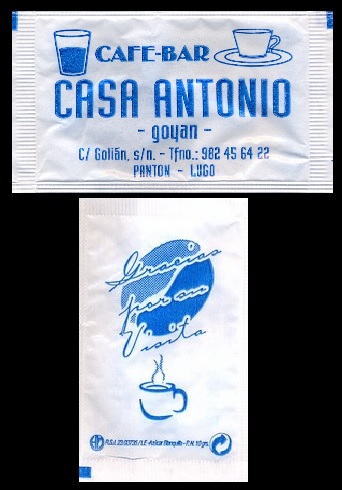 CAFE-BAR
CASA ANTONIO
- goyan -
C/ Golián, s/n. - Tfno.: 982 45 64 22
PANTON - LUGO
Gracias
por su
Visita